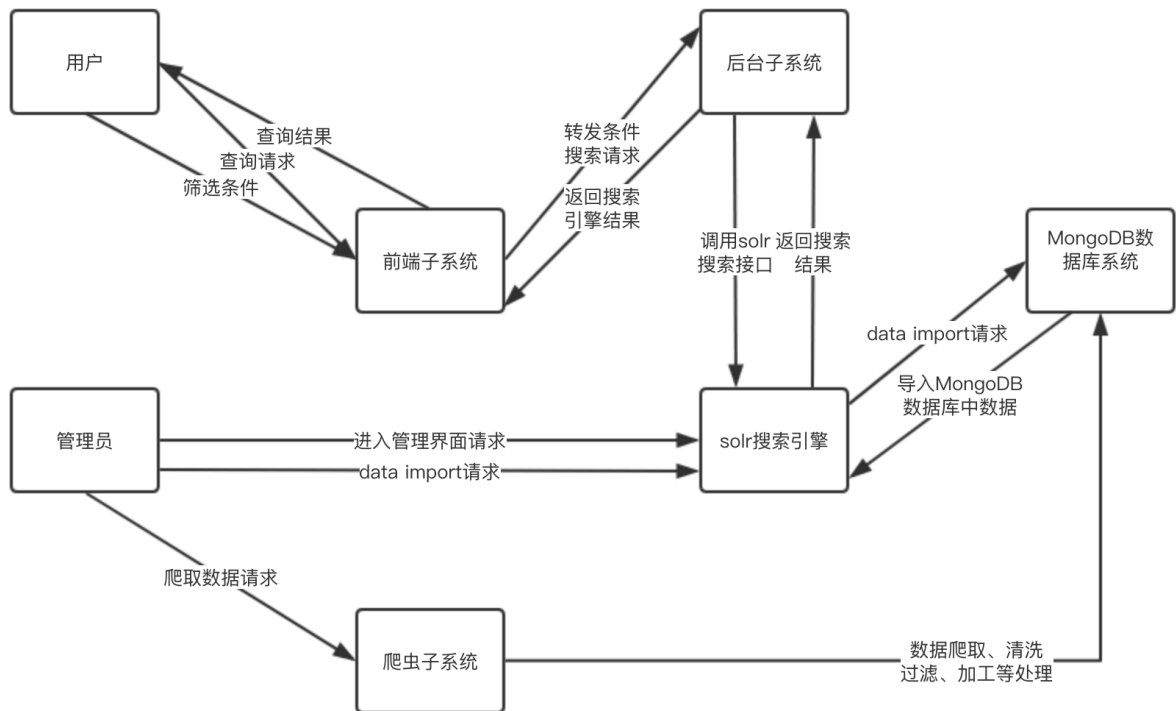 用户
后台子系统
查询结果
查询请求
筛选条件
转发条件
搜索请求
返回搜索
引擎结果
前端子系统
调用solr
搜索接口
返回搜索
结果
MongoDB数
据库系统
data import请求
导入MongoDB
数据库中数据
管理员
进入管理界面请求
data import请求
solr搜索引擎
爬取数据请求
爬虫子系统
数据爬取、清洗
过滤、加工等处理